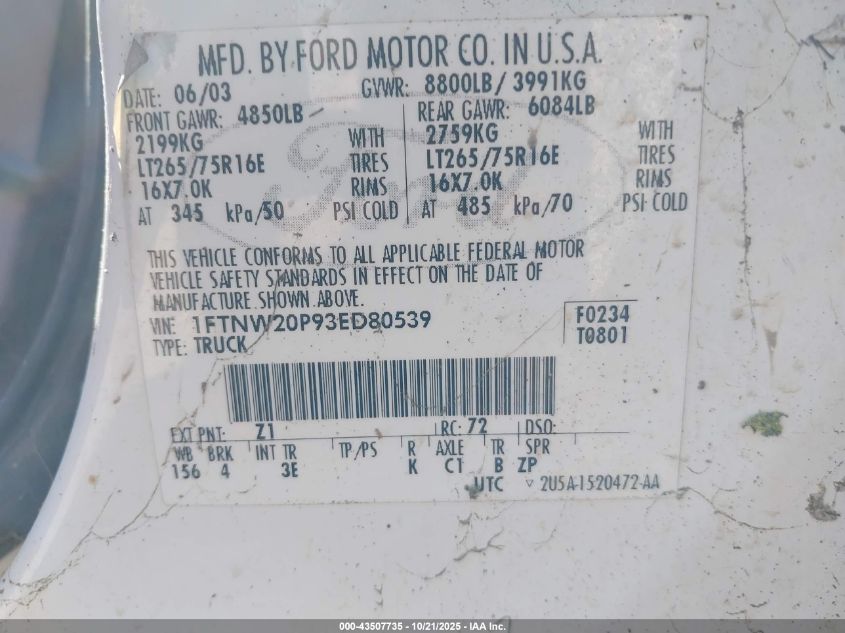 MFD. BY FORD MOTOR CO. IN U.S.A.
DATE: 06/03 GVWR: 8800LB/ 3991KG
FRONT GAWR: 4850LB REAR GAWR: 6084LB
2199KG WITH 2759KG WITH
LT265/75R16E TIRES LT265/75R16E TIRES
16X7.0K RIMS 16X7.0K RIMS
AT 345 kPa/50 PSI COLD AT 485 kPa/70 PSI COLD
Ford
THIS VEHICLE CONFORMS TO ALL APPLICABLE FEDERAL MOTOR
VEHICLE SAFETY STANDARDS IN EFFECT ON THE DATE OF
MANUFACTURE SHOWN ABOVE.
VIN: 1FTNW20P93ED80539 F0234
TYPE: TRUCK T0801
EXT PNT: Z1 RC: 72 DSO:
WB BRK INT TR TP/PS R AXLE TR SPR
156 4 3E K C1 B ZP
UTC ▽ 2U5A-1520472-AA
000-43507735 - 10/21/2025 - IAA Inc.